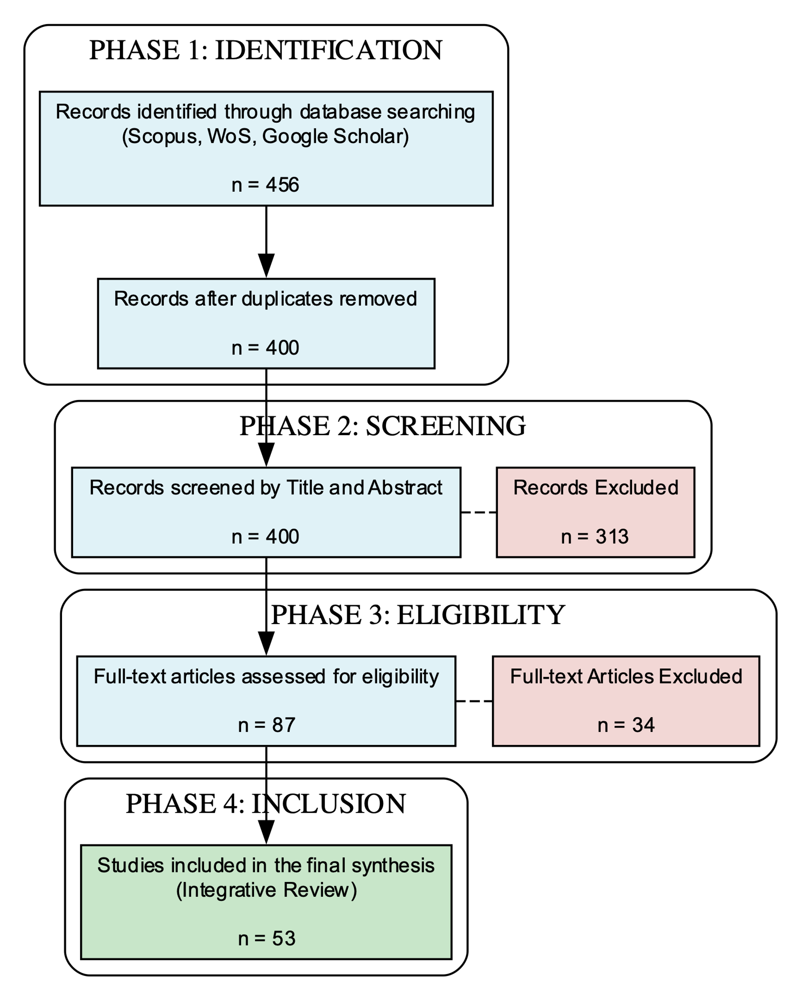 PHASE 1: IDENTIFICATION
Records identified through database searching
(Scopus, WoS, Google Scholar)
n = 456
Records after duplicates removed
n = 400
PHASE 2: SCREENING
Records screened by Title and Abstract
n = 400
Records Excluded
n = 313
PHASE 3: ELIGIBILITY
Full-text articles assessed for eligibility
n = 87
Full-text Articles Excluded
n = 34
PHASE 4: INCLUSION
Studies included in the final synthesis
(Integrative Review)
n = 53